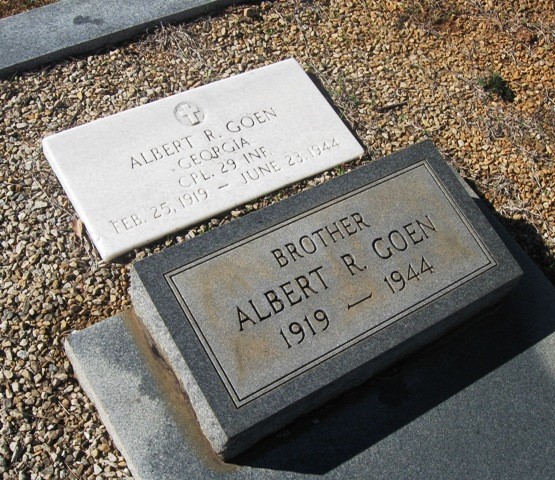 ALBERT R. GOEN
GEORGIA
CPL. 29 INF
FEB. 25, 1919 — JUNE 23, 1944
BROTHER
ALBERT R. GOEN
1919 — 1944